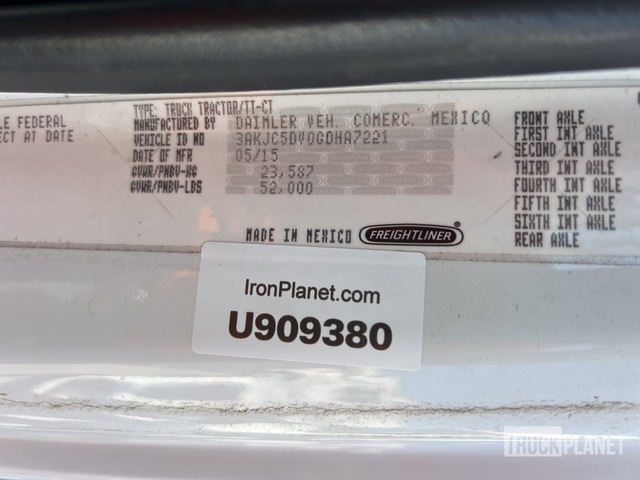 LE FEDERAL
ECT AT DATE
TYPE: TRUCK TRACTOR/TT-CT
MANUFACTURED BY DAIMLER VEH. COMERC. MEXICO
VEHICLE ID NO 3AKJC5DV0GDHA7221
DATE OF MFR 05/15
GVWR/PNBV-KG 23,587
GVWR/PNBV-LBS 52,000
FRONT AXLE
FIRST INT AXLE
SECOND INT AXLE
THIRD INT AXLE
FOURTH INT AXLE
FIFTH INT AXLE
SIXTH INT AXLE
REAR AXLE
MADE IN MEXICO FREIGHTLINER
IronPlanet.com
U909380
TRUCKPLANET